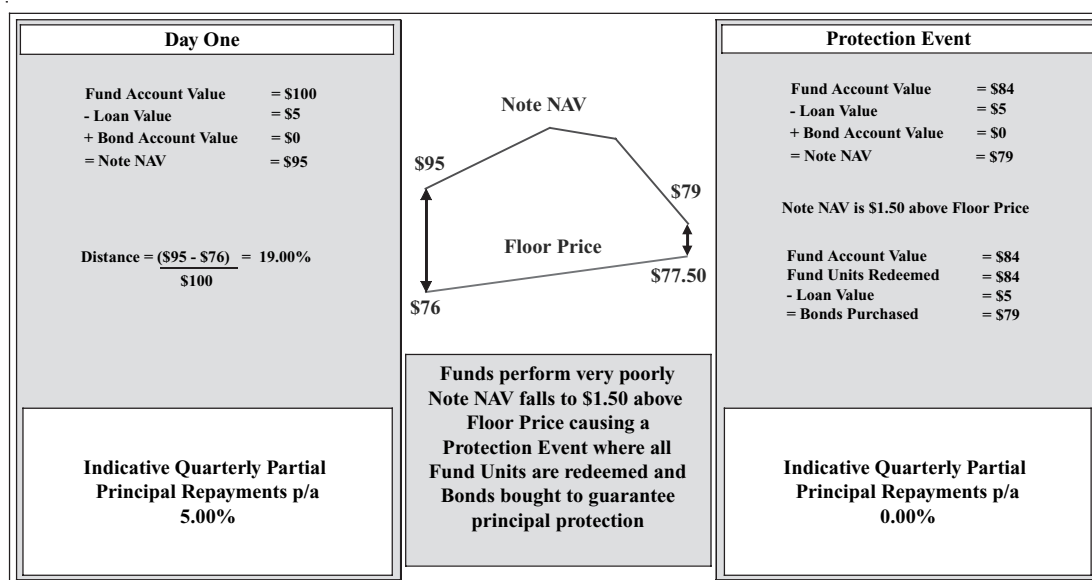 Day One
Fund Account Value = $100
- Loan Value = $5
+ Bond Account Value = $0
= Note NAV = $95
Distance = ($95 - $76) = 19.00%
$100
Indicative Quarterly Partial
Principal Repayments p/a
5.00%
Note NAV
$95
$79
Floor Price
$77.50
$76
Funds perform very poorly
Note NAV falls to $1.50 above
Floor Price causing a
Protection Event where all
Fund Units are redeemed and
Bonds bought to guarantee
principal protection
Protection Event
Fund Account Value = $84
- Loan Value = $5
+ Bond Account Value = $0
= Note NAV = $79
Note NAV is $1.50 above Floor Price
Fund Account Value = $84
Fund Units Redeemed = $84
- Loan Value = $5
= Bonds Purchased = $79
Indicative Quarterly Partial
Principal Repayments p/a
0.00%